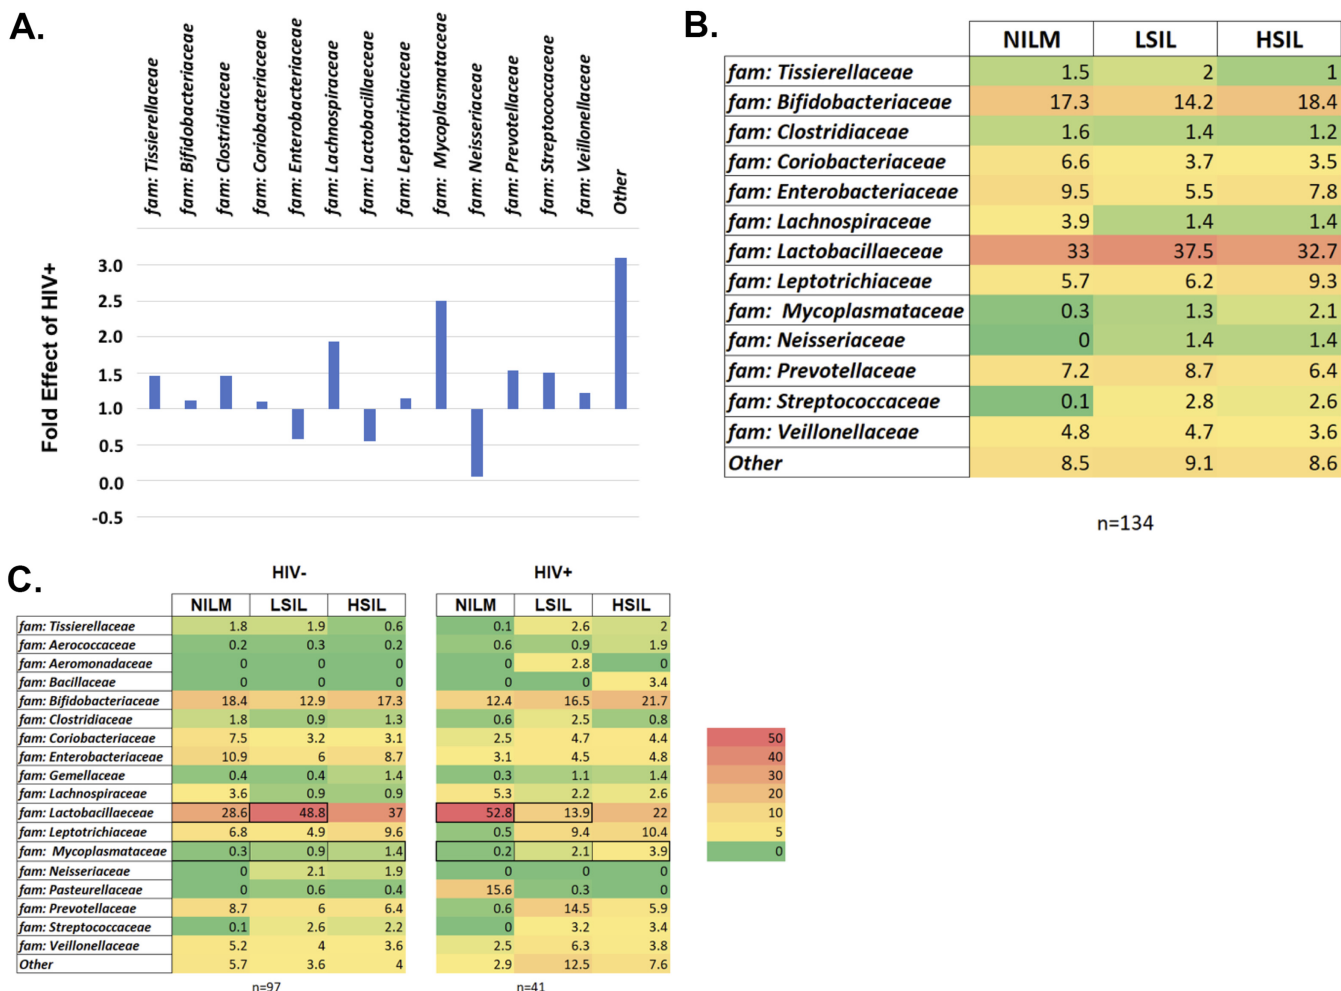 A.
fam: Tissierellaceae
fam: Bifidobacteriaceae
fam: Clostridiaceae
fam: Coriobacteriaceae
fam: Enterobacteriaceae
fam: Lachnospiraceae
fam: Lactobacillaeceae
fam: Leptotrichiaceae
fam: Mycoplasmataceae
fam: Neisseriaceae
fam: Prevotellaceae
fam: Streptococcaceae
fam: Veillonellaceae
Other
Fold Effect of HIV+
3.0
2.5
2.0
1.5
1.0
0.5
0.0
-0.5
B.
NILM LSIL HSIL
fam: Tissierellaceae 1.5 2 1
fam: Bifidobacteriaceae 17.3 14.2 18.4
fam: Clostridiaceae 1.6 1.4 1.2
fam: Coriobacteriaceae 6.6 3.7 3.5
fam: Enterobacteriaceae 9.5 5.5 7.8
fam: Lachnospiraceae 3.9 1.4 1.4
fam: Lactobacillaeceae 33 37.5 32.7
fam: Leptotrichiaceae 5.7 6.2 9.3
fam: Mycoplasmataceae 0.3 1.3 2.1
fam: Neisseriaceae 0 1.4 1.4
fam: Prevotellaceae 7.2 8.7 6.4
fam: Streptococcaceae 0.1 2.8 2.6
fam: Veillonellaceae 4.8 4.7 3.6
Other 8.5 9.1 8.6
n=134
C.
HIV- HIV+
NILM LSIL HSIL NILM LSIL HSIL
fam: Tissierellaceae 1.8 1.9 0.6 0.1 2.6 2
fam: Aerococcaceae 0.2 0.3 0.2 0.6 0.9 1.9
fam: Aeromonadaceae 0 0 0 0 2.8 0
fam: Bacillaceae 0 0 0 0 0 3.4
fam: Bifidobacteriaceae 18.4 12.9 17.3 12.4 16.5 21.7
fam: Clostridiaceae 1.8 0.9 1.3 0.6 2.5 0.8
fam: Coriobacteriaceae 7.5 3.2 3.1 2.5 4.7 4.4
fam: Enterobacteriaceae 10.9 6 8.7 3.1 4.5 4.8
fam: Gemellaceae 0.4 0.4 1.4 0.3 1.1 1.4
fam: Lachnospiraceae 3.6 0.9 0.9 5.3 2.2 2.6
fam: Lactobacillaceae 28.6 48.8 37 52.8 13.9 22
fam: Leptotrichiaceae 6.8 4.9 9.6 0.5 9.4 10.4
fam: Mycoplasmataceae 0.3 0.9 1.4 0.2 2.1 3.9
fam: Neisseriaceae 0 2.1 1.9 0 0 0
fam: Pasteurellaceae 0 0.6 0.4 15.6 0.3 0
fam: Prevotellaceae 8.7 6 6.4 0.6 14.5 5.9
fam: Streptococcaceae 0.1 2.6 2.2 0 3.2 3.4
fam: Veillonellaceae 5.2 4 3.6 2.5 6.3 3.8
Other 5.7 3.6 4 2.9 12.5 7.6
n=97 n=41
50
40
30
20
10
5
0